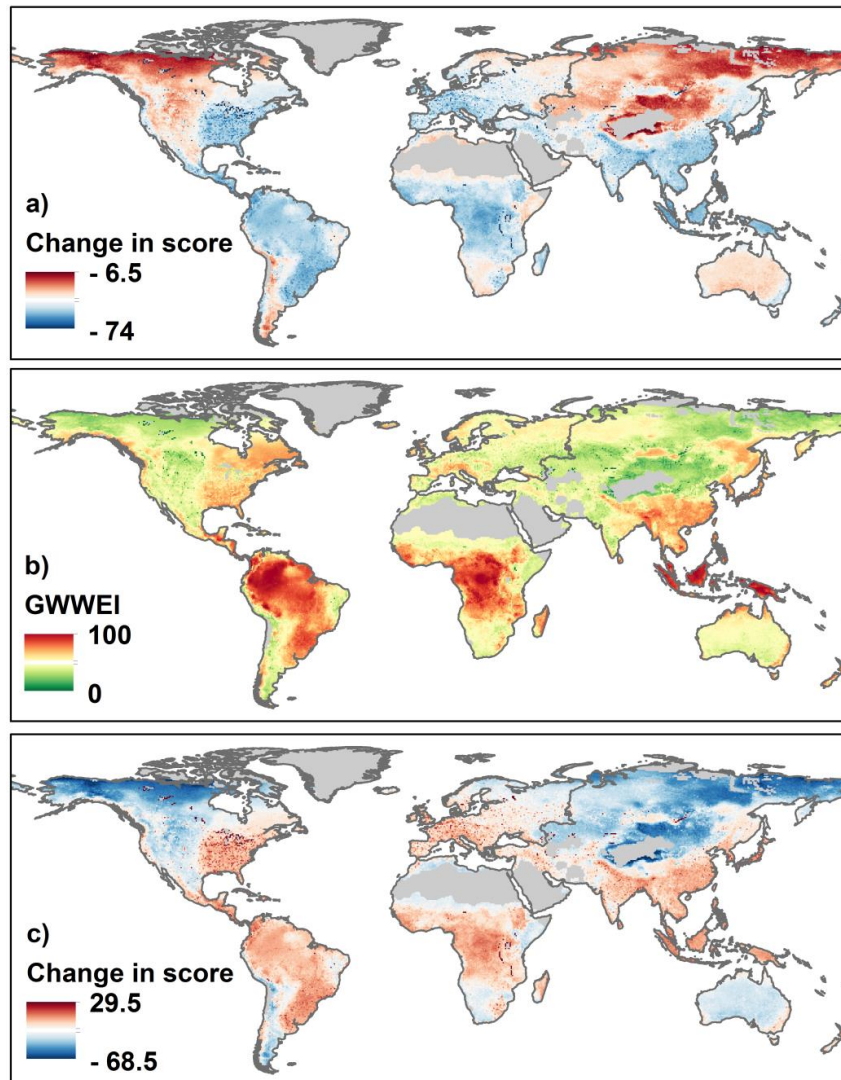 a)
Change in score
- 6.5
- 74
b)
GWWEI
100
0
c)
Change in score
29.5
- 68.5